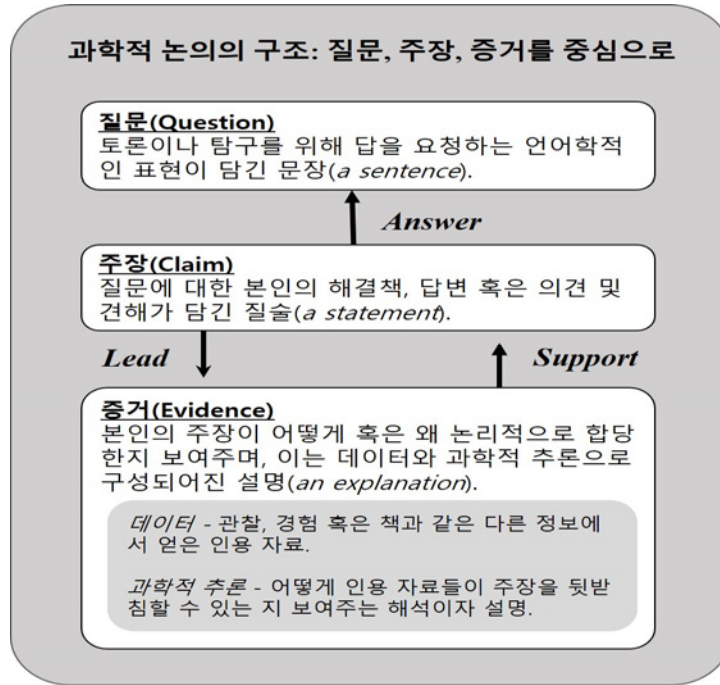 과학적 논의의 구조: 질문, 주장, 증거를 중심으로
질문(Question)
토론이나 탐구를 위해 답을 요청하는 언어학적
인 표현이 담긴 문장(a sentence).
Answer
주장(Claim)
질문에 대한 본인의 해결책, 답변 혹은 의견 및
견해가 담긴 질술(a statement).
Lead
Support
증거(Evidence)
본인의 주장이 어떻게 혹은 왜 논리적으로 합당
한지 보여주며, 이는 데이터와 과학적 추론으로
구성되어진 설명(an explanation).
데이터 - 관찰, 경험 혹은 책과 같은 다른 정보에
서 얻은 인용 자료.
과학적 추론 - 어떻게 인용 자료들이 주장을 뒷받
침할 수 있는 지 보여주는 해석이자 설명.